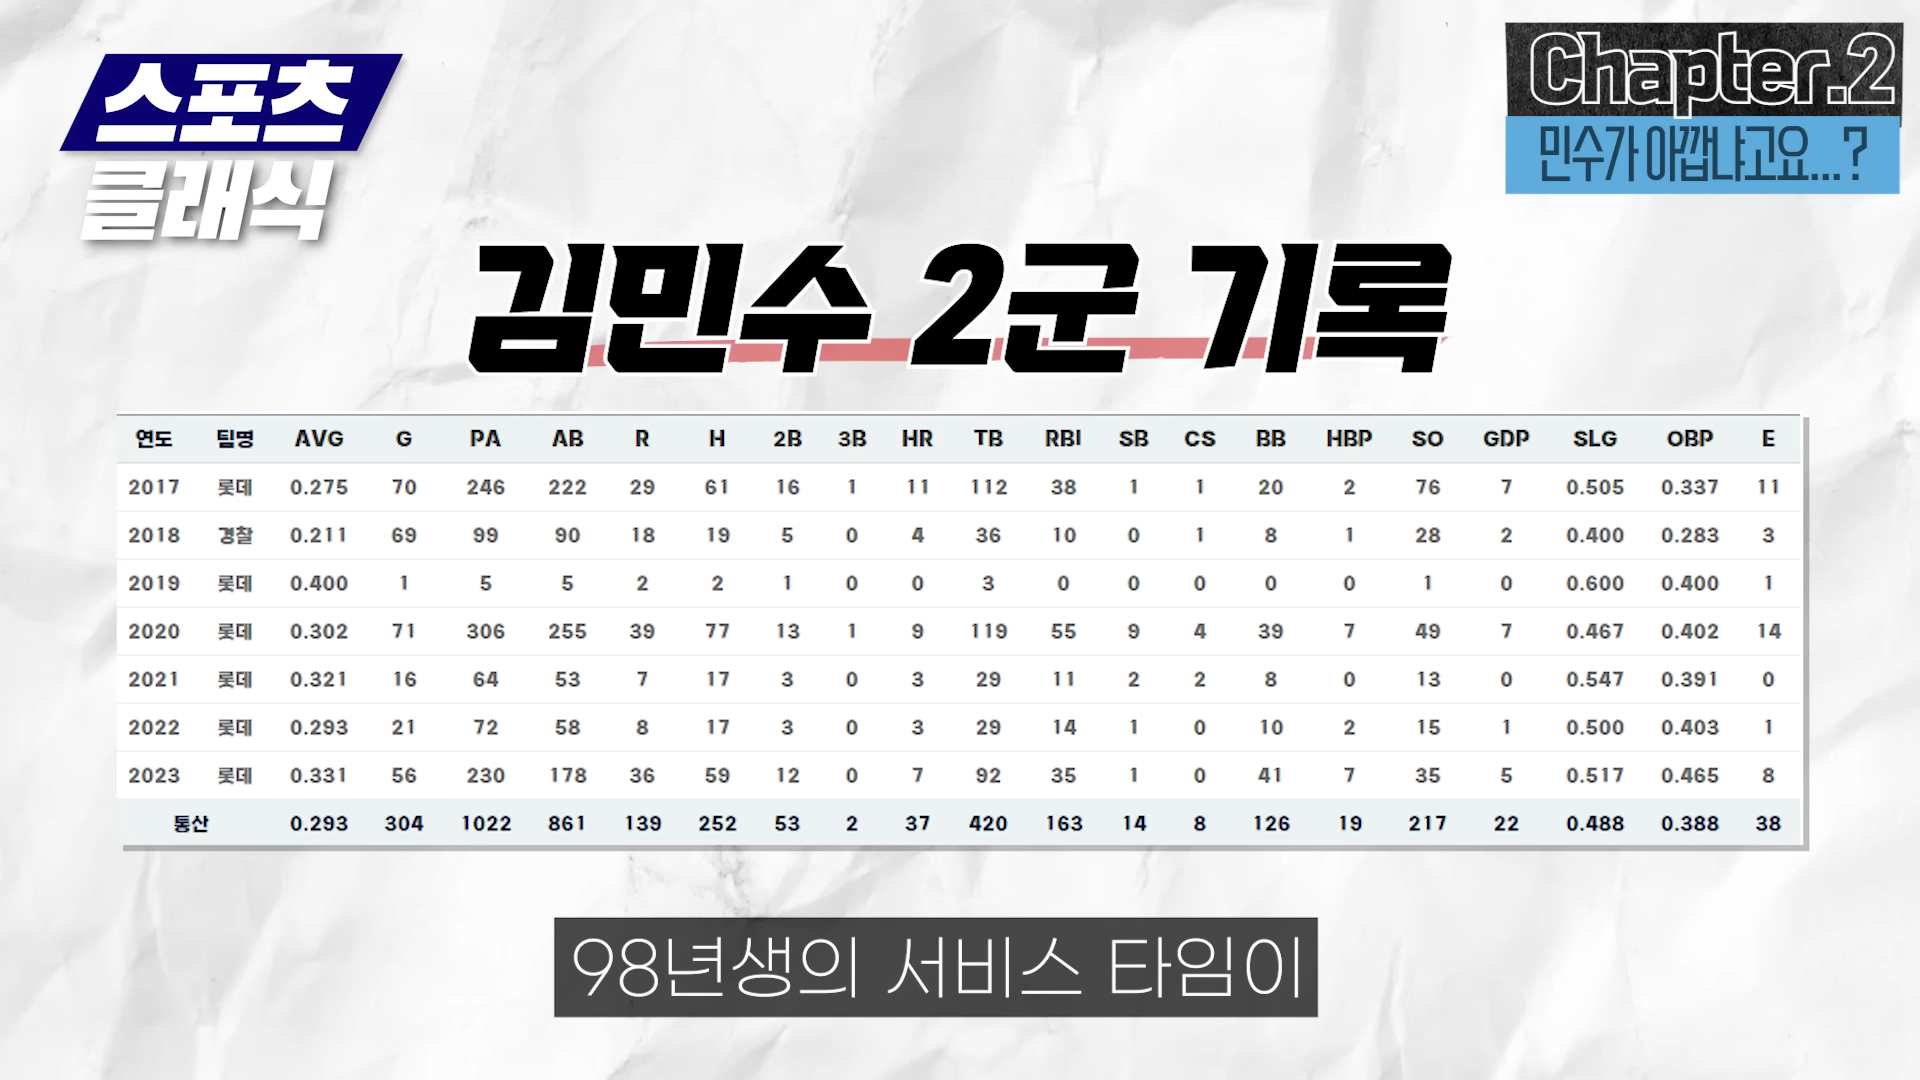 스포츠
클래식
Chapter.2
민수가 아깝냐고요...?
김민수 2군 기록
연도 팀명 AVG G PA AB R H 2B 3B HR TB RBI SB CS BB HBP SO GDP SLG OBP E
2017 롯데 0.275 70 246 222 29 61 16 1 11 112 38 1 1 20 2 76 7 0.505 0.337 11
2018 경찰 0.211 69 99 90 18 19 5 0 4 36 10 0 1 8 1 28 2 0.400 0.283 3
2019 롯데 0.400 1 5 5 2 2 1 0 0 3 0 0 0 0 0 1 0 0.600 0.400 1
2020 롯데 0.302 71 306 255 39 77 13 1 9 119 55 9 4 39 7 49 7 0.467 0.402 14
2021 롯데 0.321 16 64 53 7 17 3 0 3 29 11 2 2 8 0 13 0 0.547 0.391 0
2022 롯데 0.293 21 72 58 8 17 3 0 3 29 14 1 0 10 2 15 1 0.500 0.403 1
2023 롯데 0.331 56 230 178 36 59 12 0 7 92 35 1 0 41 7 35 5 0.517 0.465 8
통산 0.293 304 1022 861 139 252 53 2 37 420 163 14 8 126 19 217 22 0.488 0.388 38
98년생의 서비스 타임이